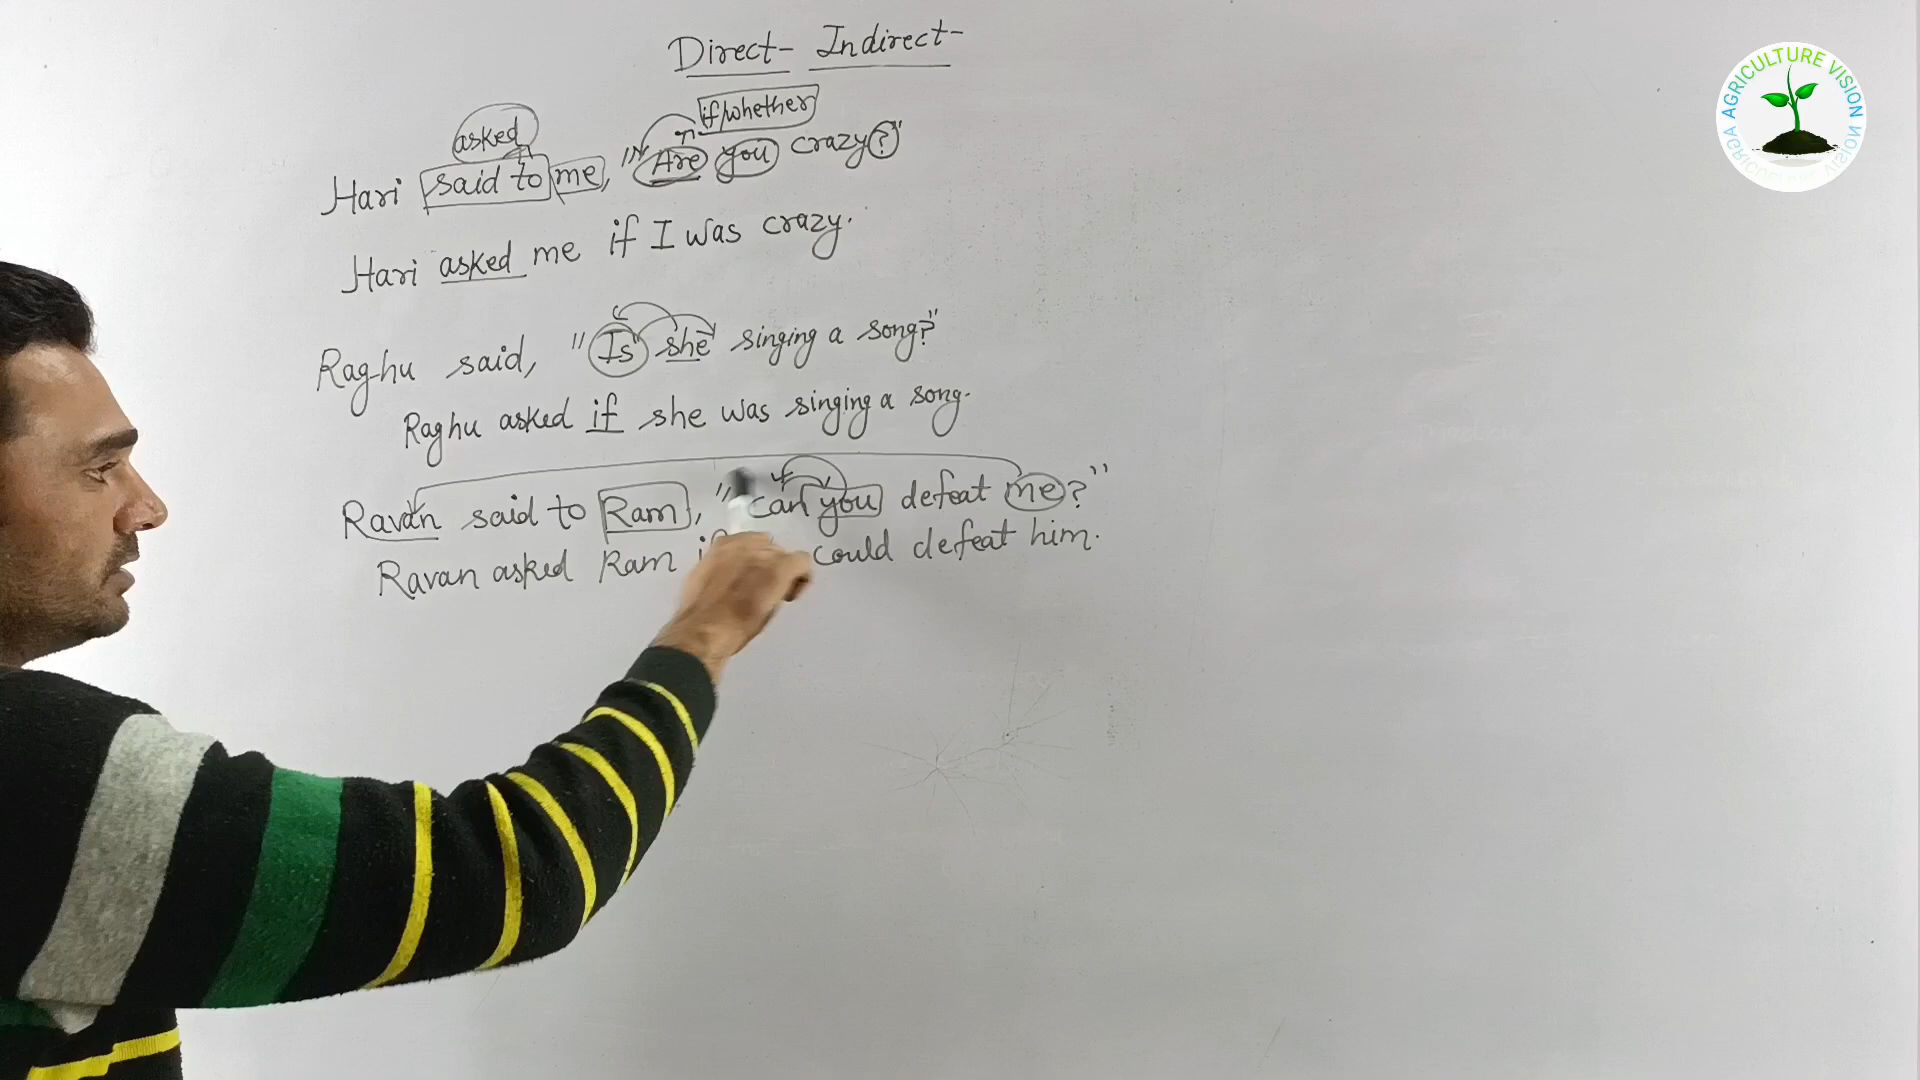 Direct- Indirect-
if/whether
asked
Hari said to me, "Are you crazy?"
Hari asked me if I was crazy.
Raghu said, "Is she singing a song?"
Raghu asked if she was singing a song.
Ravan said to Ram, "can you defeat me?"
Ravan asked Ram could defeat him.
AGRICULTURE VISION
AGRICULTURE VISION